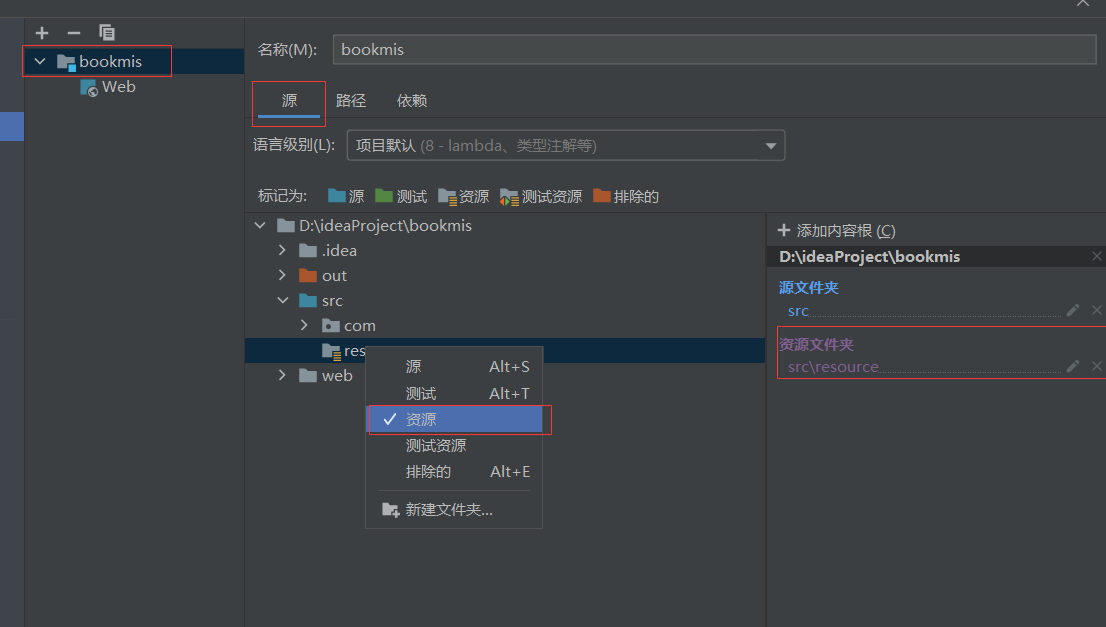 bookmis
Web
名称(M): bookmis
源 路径 依赖
语言级别(L): 项目默认 (8 - lambda、类型注解等)
标记为: 源 测试 资源 测试资源 排除的
D:\ideaProject\bookmis
.idea
out
src
com
res
web
源 Alt+S
测试 Alt+T
资源
测试资源
排除的 Alt+E
新建文件夹...
添加内容根 (C)
D:\ideaProject\bookmis
源文件夹
src
资源文件夹
src\resource